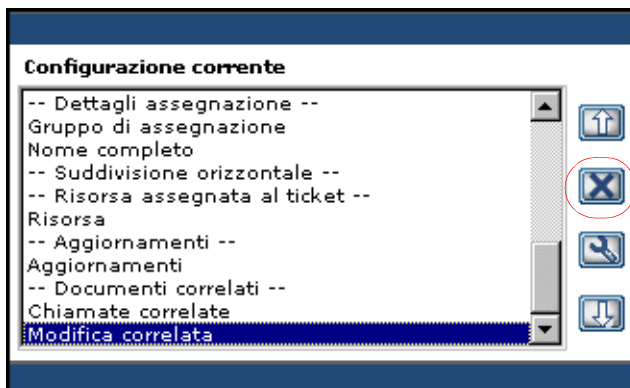 Configurazione corrente
-- Dettagli assegnazione --
Gruppo di assegnazione
Nome completo
-- Suddivisione orizzontale --
-- Risorsa assegnata al ticket --
Risorsa
-- Aggiornamenti --
Aggiornamenti
-- Documenti correlati --
Chiamate correlate
Modifica correlata